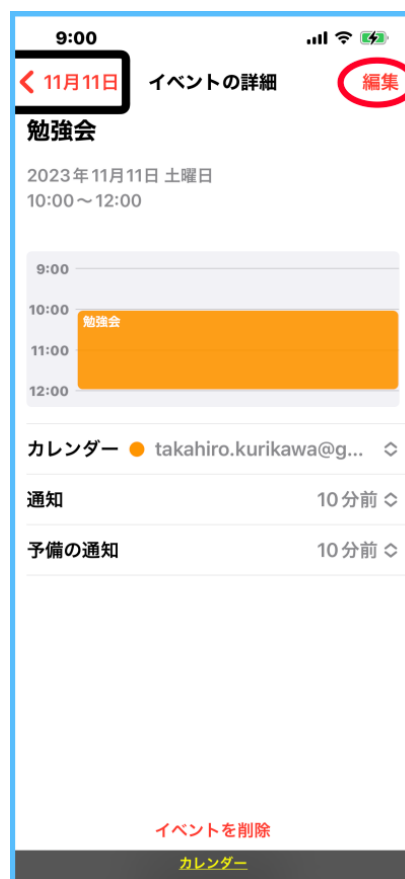 9:00
11月11日 イベントの詳細 編集
勉強会
2023年11月11日 土曜日
10:00～12:00
9:00
10:00
勉強会
11:00
12:00
カレンダー takahiro.kurikawa@g...
通知 10分前
予備の通知 10分前
イベントを削除
カレンダー